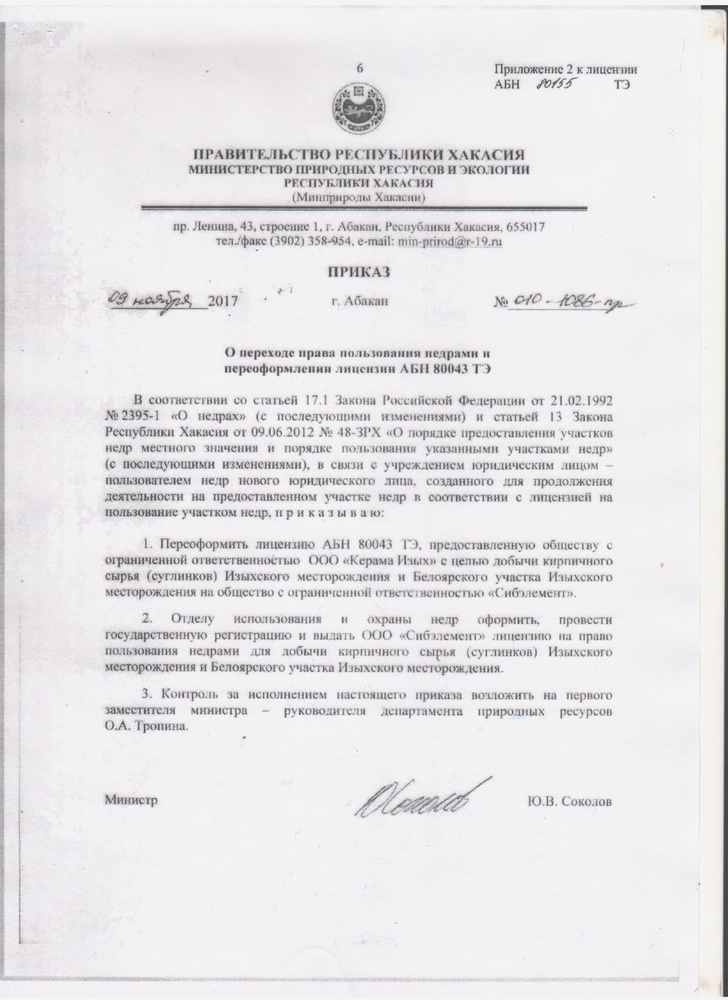 6
Приложение 2 к лицензии
АБН 80155 ТЭ
ПРАВИТЕЛЬСТВО РЕСПУБЛИКИ ХАКАСИЯ
МИНИСТЕРСТВО ПРИРОДНЫХ РЕСУРСОВ И ЭКОЛОГИИ
РЕСПУБЛИКИ ХАКАСИЯ
(Минприроды Хакасии)
пр. Ленина, 43, строение 1, г. Абакан, Республики Хакасия, 655017
тел./факс (3902) 358-954, e-mail: min-prirod@r-19.ru
ПРИКАЗ
09 ноября 2017 г. Абакан № 010-1086-пр
О переходе права пользования недрами и
переоформлении лицензии АБН 80043 ТЭ
В соответствии со статьей 17.1 Закона Российской Федерации от 21.02.1992
№ 2395-1 «О недрах» (с последующими изменениями) и статьей 13 Закона
Республики Хакасия от 09.06.2012 № 48-ЗРХ «О порядке предоставления участков
недр местного значения и порядке пользования указанными участками недр»
(с последующими изменениями), в связи с учреждением юридическим лицом –
пользователем недр нового юридического лица, созданного для продолжения
деятельности на предоставленном участке недр в соответствии с лицензией на
пользование участком недр, п р и к а з ы в а ю:
1. Переоформить лицензию АБН 80043 ТЭ, предоставленную обществу с
ограниченной ответственностью ООО «Керама Изых» с целью добычи кирпичного
сырья (суглинков) Изыхского месторождения и Белоярского участка Изыхского
месторождения на общество с ограниченной ответственностью «Сибэлемент».
2. Отделу использования и охраны недр оформить, провести
государственную регистрацию и выдать ООО «Сибэлемент» лицензию на право
пользования недрами для добычи кирпичного сырья (суглинков) Изыхского
месторождения и Белоярского участка Изыхского месторождения.
3. Контроль за исполнением настоящего приказа возложить на первого
заместителя министра – руководителя департамента природных ресурсов
О.А. Тропина.
Министр Ю.В. Соколов